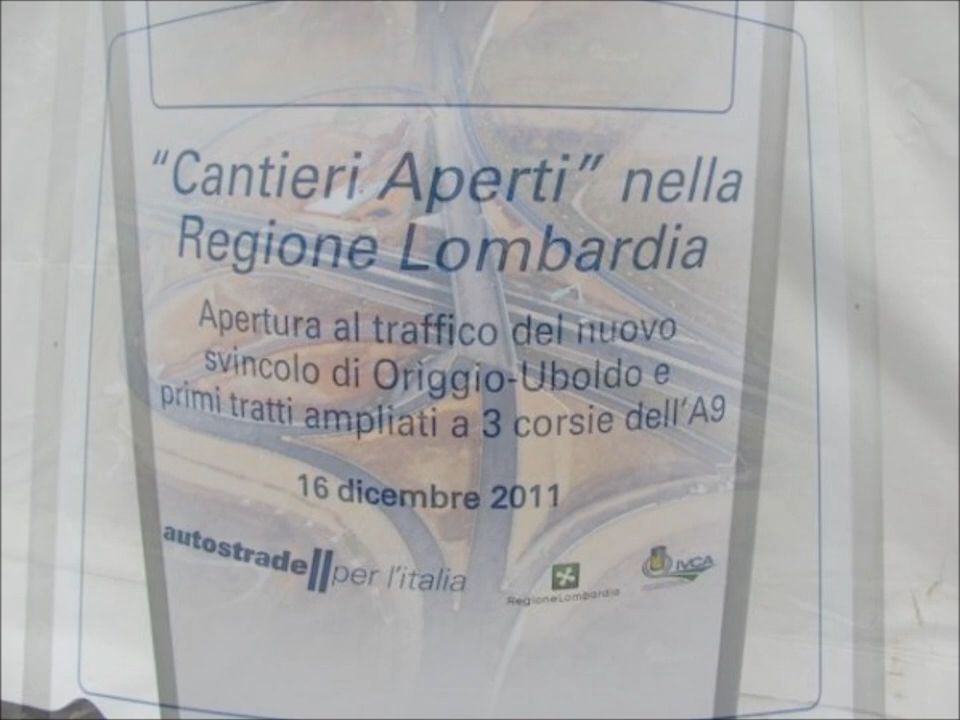 "Cantieri Aperti" nella
Regione Lombardia
Apertura al traffico del nuovo
svincolo di Origgio-Uboldo e
primi tratti ampliati a 3 corsie dell'A9
16 dicembre 2011
autostrade per l'italia
RegioneLombardia
IVCA